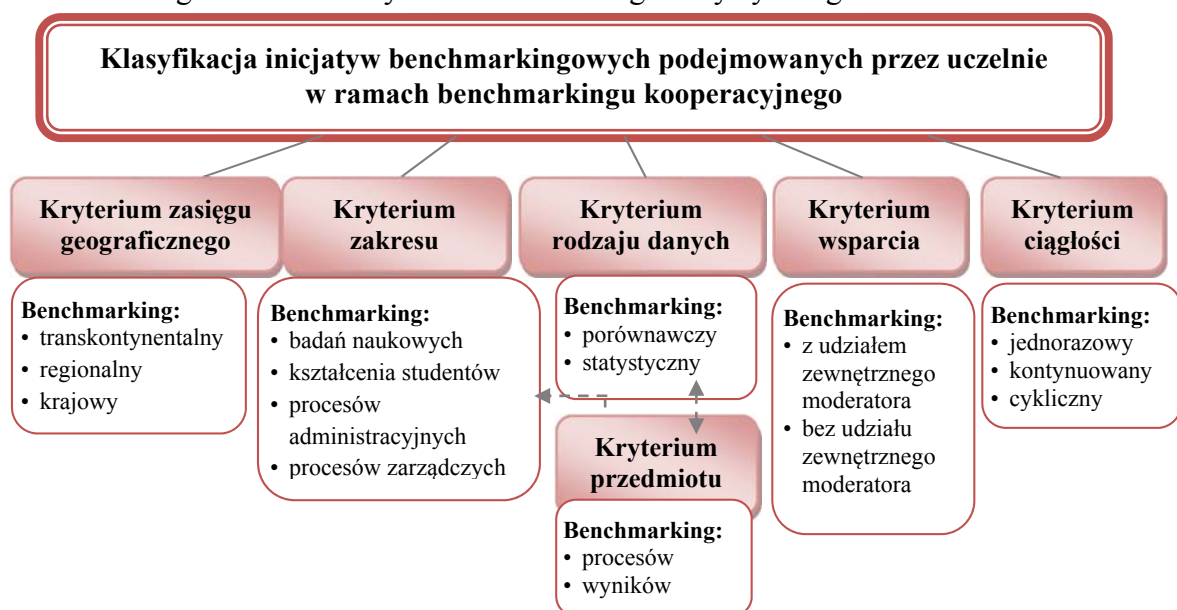 Klasyfikacja inicjatyw benchmarkingowych podejmowanych przez uczelnie
w ramach benchmarkingu kooperacyjnego
Kryterium zasięgu
geograficznego
Benchmarking:
• transkontynentalny
• regionalny
• krajowy
Kryterium
zakresu
Benchmarking:
• badań naukowych
• kształcenia studentów
• procesów
administracyjnych
• procesów zarządczych
Kryterium
rodzaju danych
Benchmarking:
• porównawczy
• statystyczny
Kryterium
przedmiotu
Benchmarking:
• procesów
• wyników
Kryterium
wsparcia
Benchmarking:
• z udziałem
zewnętrznego
moderatora
• bez udziału
zewnętrznego
moderatora
Kryterium
ciągłości
Benchmarking:
• jednorazowy
• kontynuowany
• cykliczny